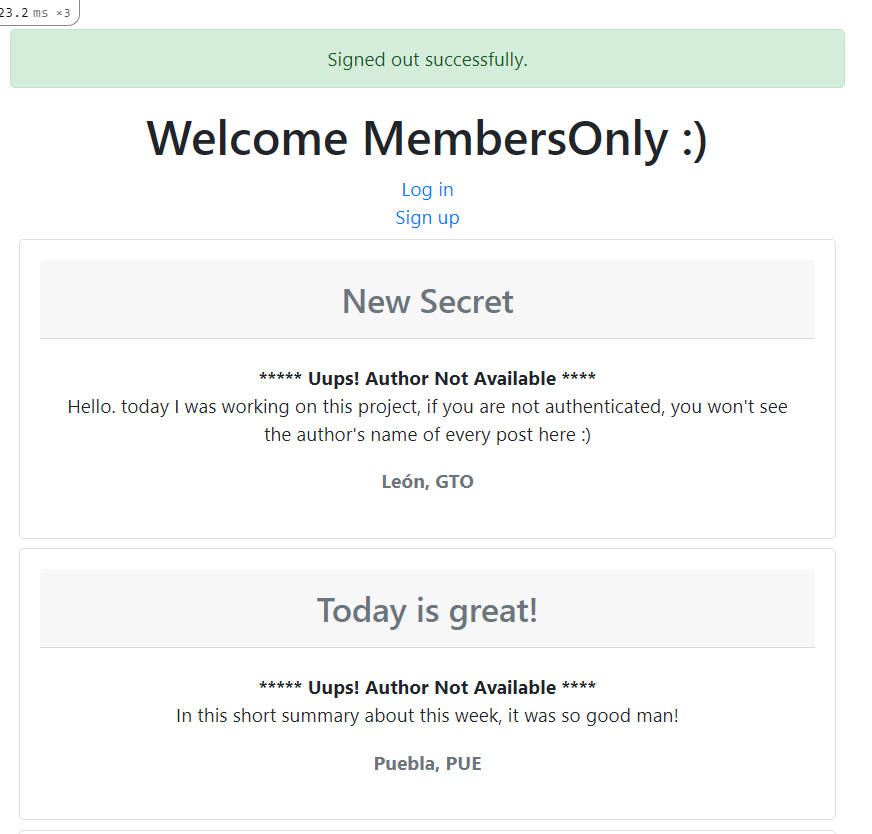 23.2 ms ×3
Signed out successfully.
Welcome MembersOnly :)
Log in
Sign up
New Secret
***** Uups! Author Not Available ****
Hello. today I was working on this project, if you are not authenticated, you won't see
the author's name of every post here :)
León, GTO
Today is great!
***** Uups! Author Not Available ****
In this short summary about this week, it was so good man!
Puebla, PUE